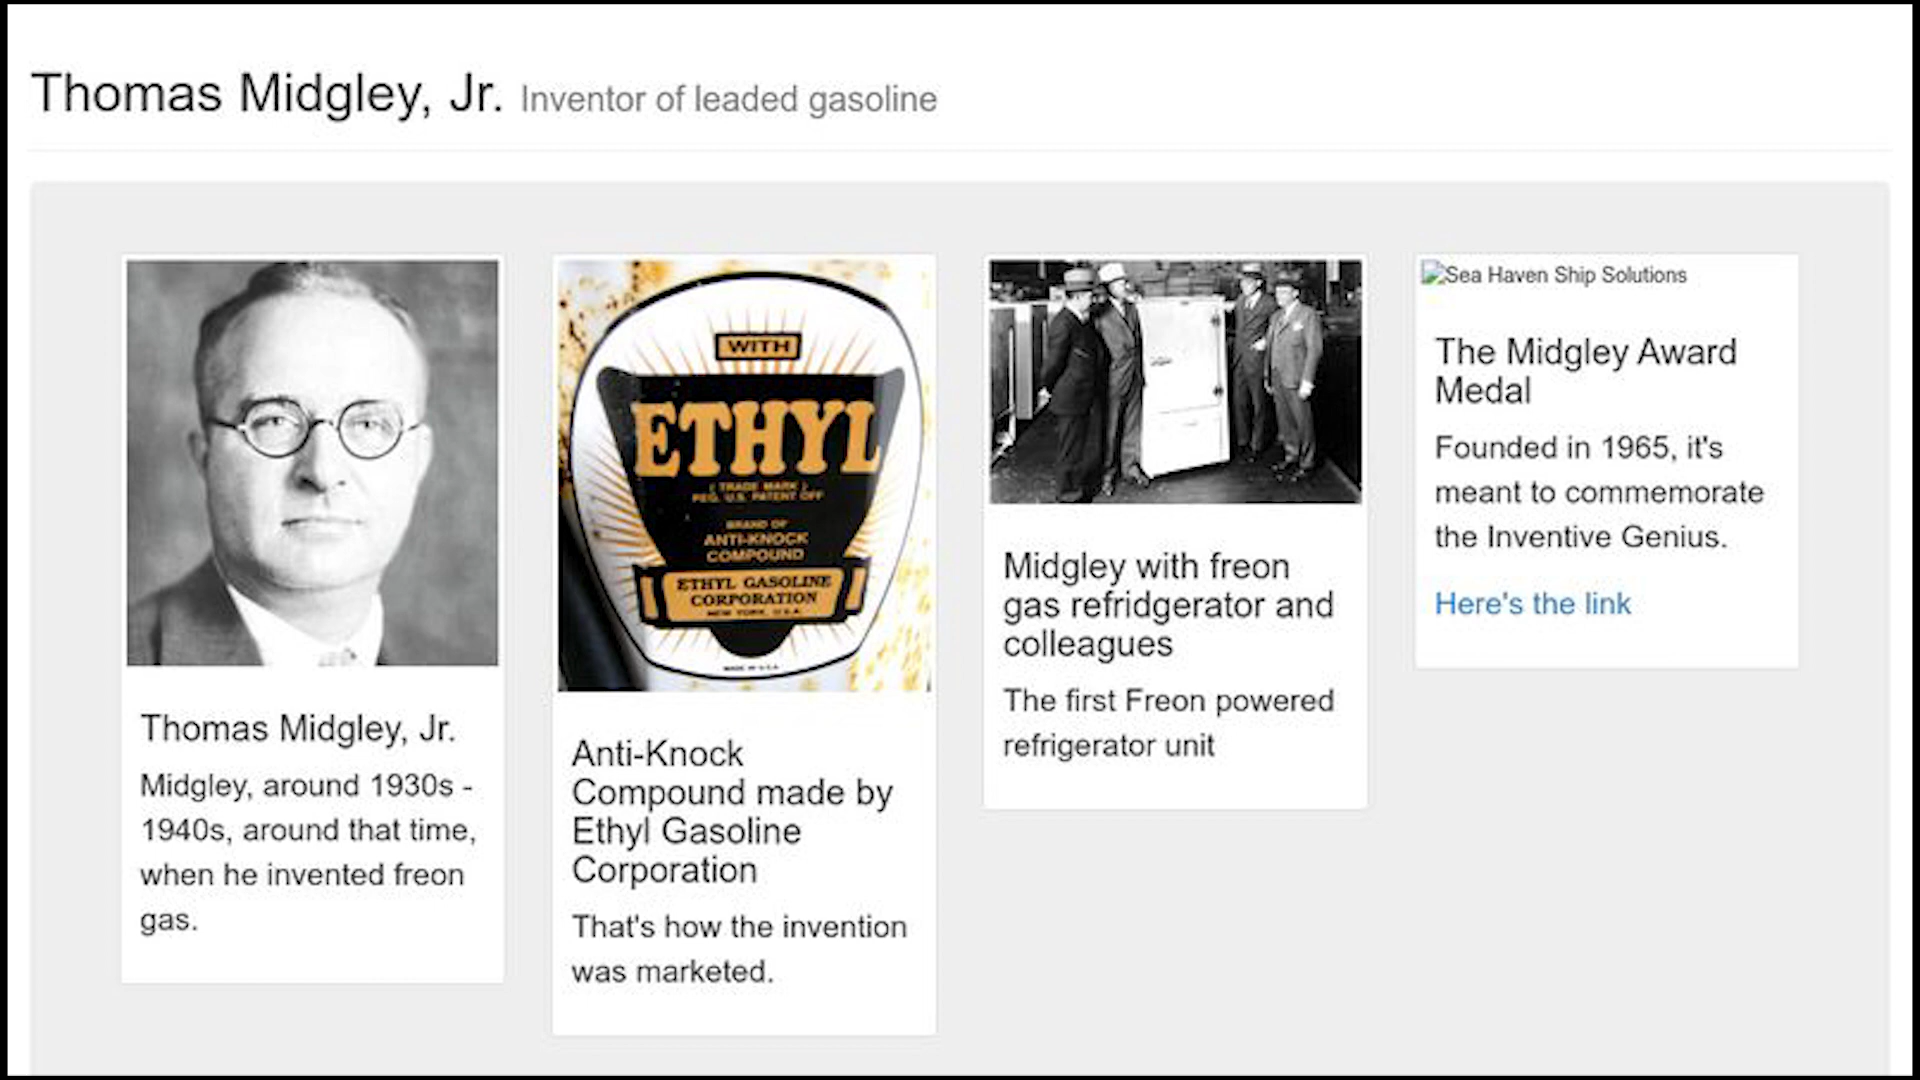 Thomas Midgley, Jr. Inventor of leaded gasoline
Thomas Midgley, Jr.
Midgley, around 1930s -
1940s, around that time,
when he invented freon
gas.
WITH
ETHYL
( TRADE MARK )
REG. U.S. PATENT OFF
BRAND OF
ANTI-KNOCK
COMPOUND
ETHYL GASOLINE
CORPORATION
NEW YORK, U.S.A.
MADE IN U.S.A.
Anti-Knock
Compound made by
Ethyl Gasoline
Corporation
That's how the invention
was marketed.
Midgley with freon
gas refridgerator and
colleagues
The first Freon powered
refrigerator unit
Sea Haven Ship Solutions
The Midgley Award
Medal
Founded in 1965, it's
meant to commemorate
the Inventive Genius.
Here's the link